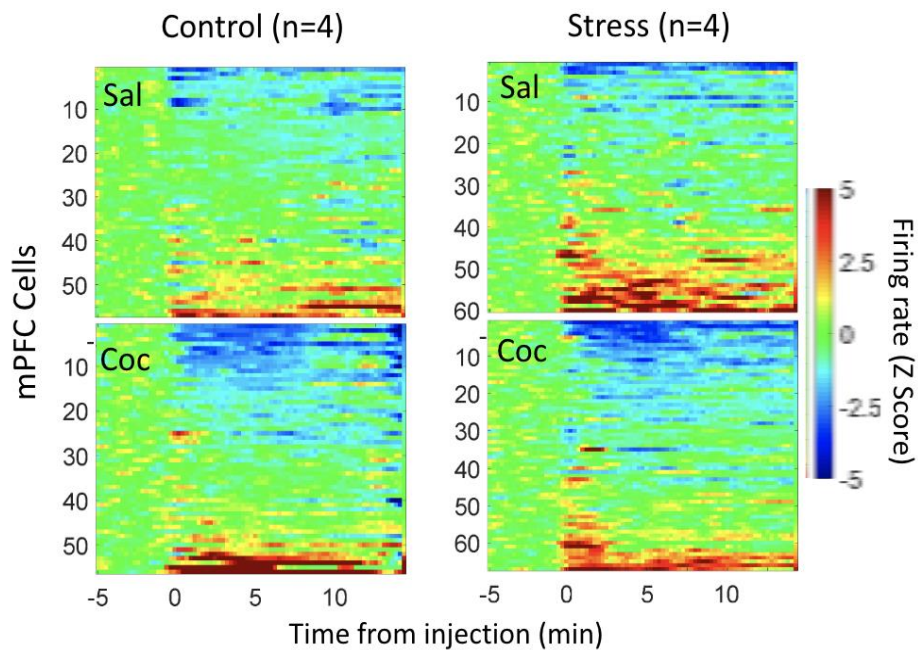 Control (n=4)
Stress (n=4)
Sal
10
20
30
40
50
Sal
10
20
30
40
50
60
Coc
10
20
30
40
50
Coc
10
20
30
40
50
60
-5 0 5 10
-5 0 5 10
mPFC Cells
Time from injection (min)
5
2.5
0
-2.5
-5
Firing rate (Z Score)